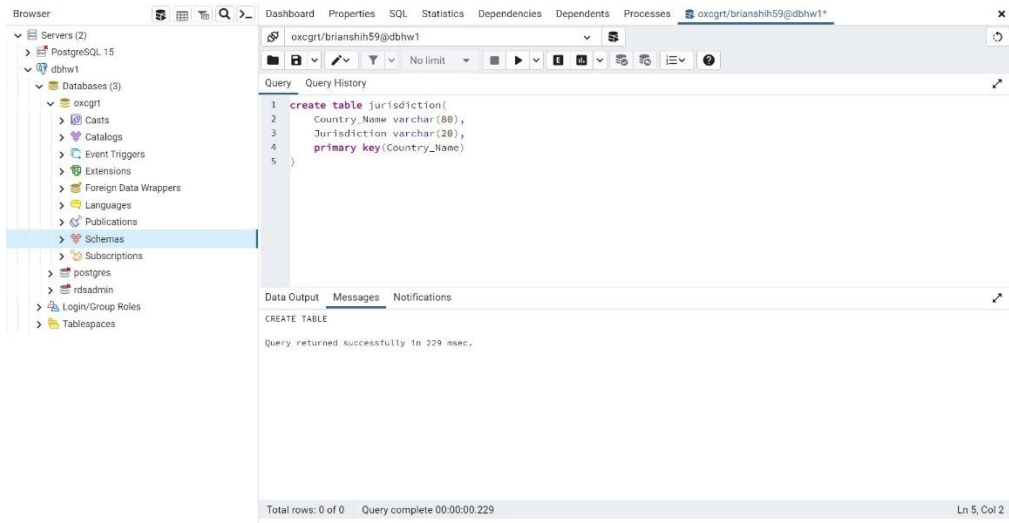 Browser
Dashboard Properties SQL Statistics Dependencies Dependents Processes oxcgrt/brianshih59@dbhw1*
Servers (2)
PostgreSQL 15
dbhw1
Databases (3)
oxcgrt
Casts
Catalogs
Event Triggers
Extensions
Foreign Data Wrappers
Languages
Publications
Schemas
Subscriptions
postgres
rdsadmin
Login/Group Roles
Tablespaces
oxcgrt/brianshih59@dbhw1
No limit
Query Query History
1 create table jurisdiction(
2 Country_Name varchar(80),
3 Jurisdiction varchar(20),
4 primary key(Country_Name)
5 )
Data Output Messages Notifications
CREATE TABLE
Query returned successfully in 229 msec.
Total rows: 0 of 0 Query complete 00:00:00.229 Ln 5, Col 2